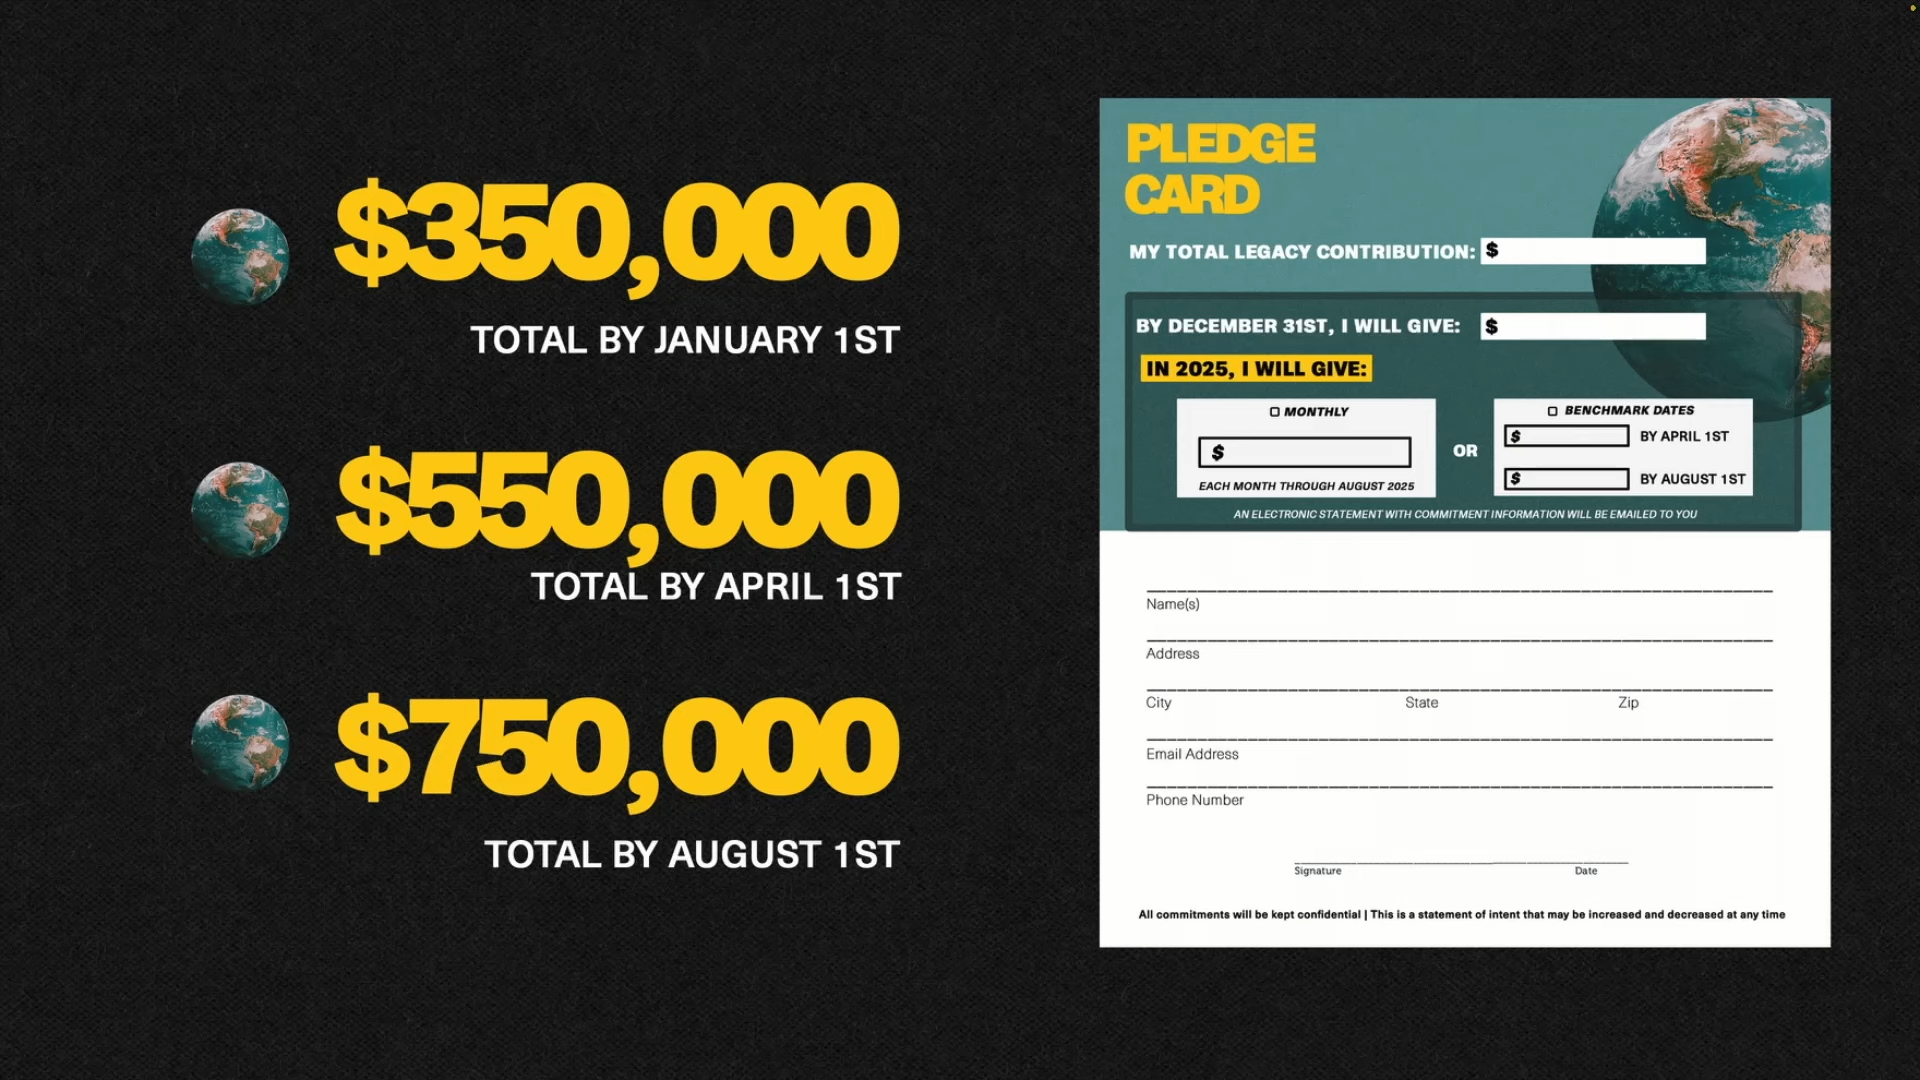 $350,000
TOTAL BY JANUARY 1ST
$550,000
TOTAL BY APRIL 1ST
$750,000
TOTAL BY AUGUST 1ST
PLEDGE
CARD
MY TOTAL LEGACY CONTRIBUTION: $
BY DECEMBER 31ST, I WILL GIVE: $
IN 2025, I WILL GIVE:
MONTHLY
$
EACH MONTH THROUGH AUGUST 2025
OR
BENCHMARK DATES
$ BY APRIL 1ST
$ BY AUGUST 1ST
AN ELECTRONIC STATEMENT WITH COMMITMENT INFORMATION WILL BE EMAILED TO YOU
Name(s)
Address
City State Zip
Email Address
Phone Number
Signature Date
All commitments will be kept confidential | This is a statement of intent that may be increased and decreased at any time